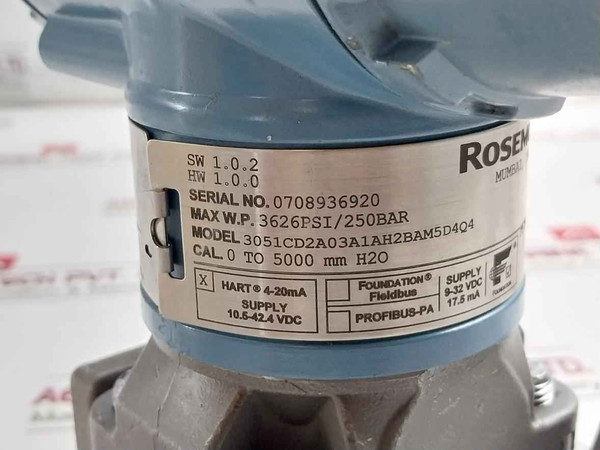 SW 1.0.2
HW 1.0.0
SERIAL NO. 0708936920
MAX W.P. 3626PSI/250BAR
MODEL 3051CD2A03A1AH2BAM5D4Q4
CAL. 0 TO 5000 mm H2O
ROSEM
MUMBAI
X
HART® 4-20mA
SUPPLY
10.5-42.4 VDC
FOUNDATION®
Fieldbus
PROFIBUS-PA
SUPPLY
9-32 VDC
17.5 mA